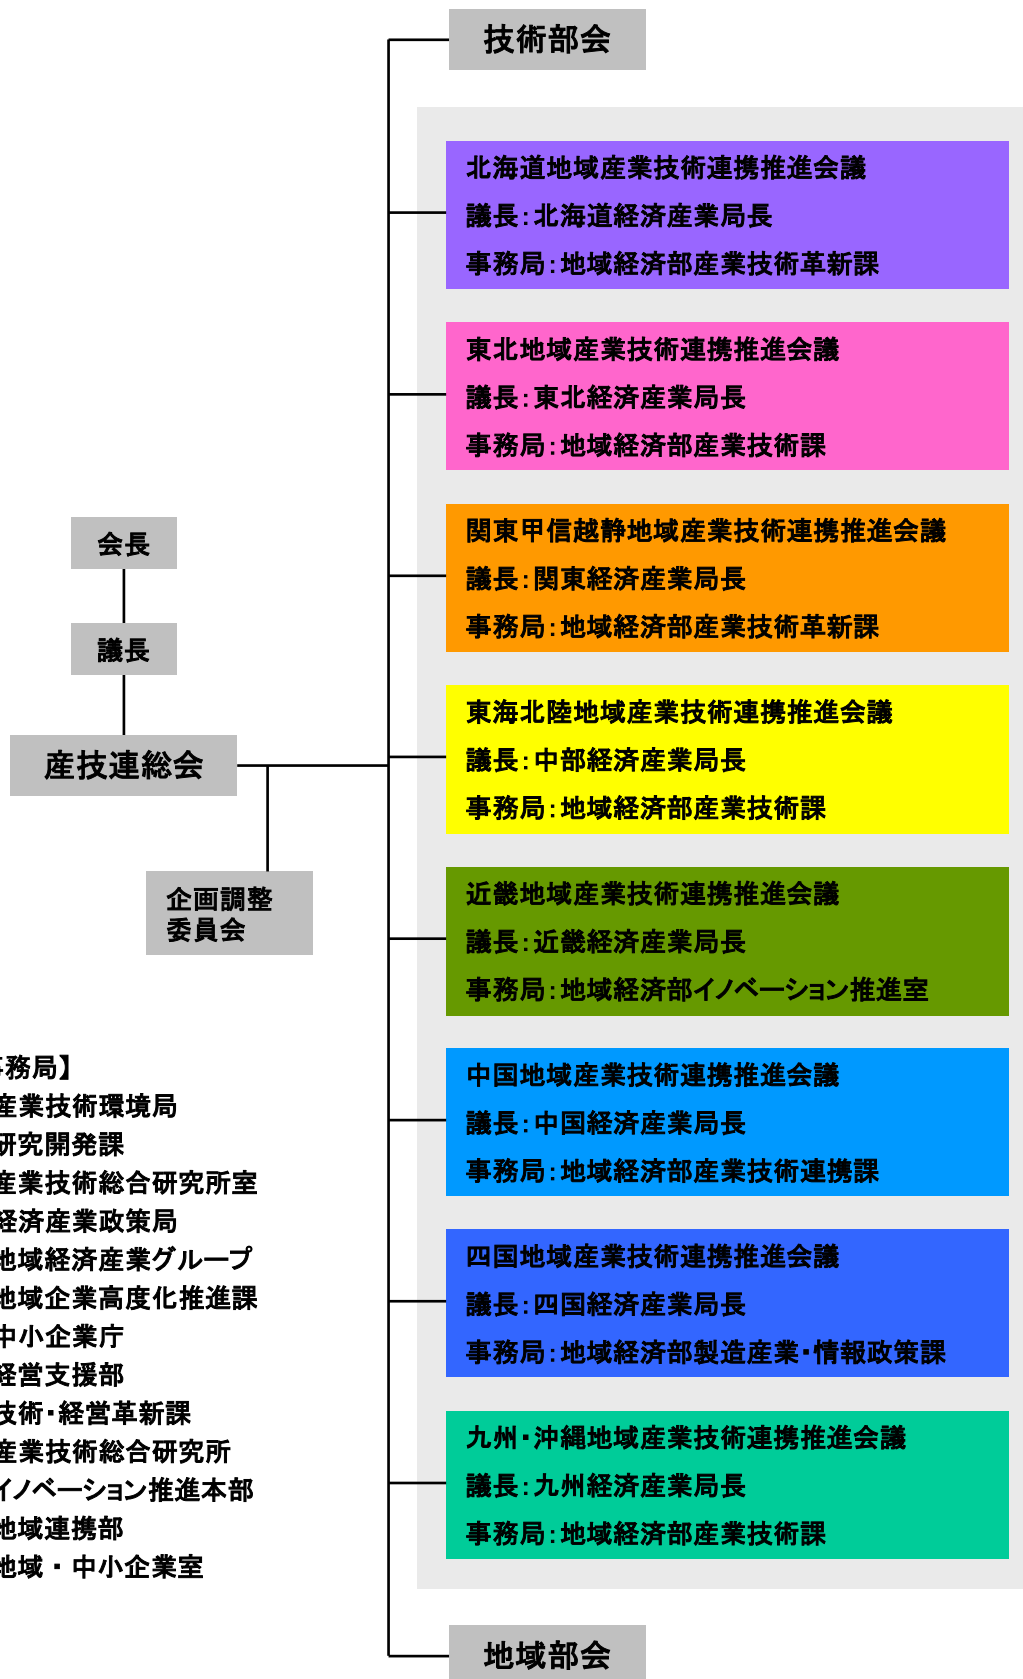 技術部会
北海道地域産業技術連携推進会議
議長：北海道経済産業局長
事務局：地域経済部産業技術革新課
東北地域産業技術連携推進会議
議長：東北経済産業局長
事務局：地域経済部産業技術課
関東甲信越静地域産業技術連携推進会議
議長：関東経済産業局長
事務局：地域経済部産業技術革新課
東海北陸地域産業技術連携推進会議
議長：中部経済産業局長
事務局：地域経済部産業技術課
近畿地域産業技術連携推進会議
議長：近畿経済産業局長
事務局：地域経済部イノベーション推進室
中国地域産業技術連携推進会議
議長：中国経済産業局長
事務局：地域経済部産業技術連携課
四国地域産業技術連携推進会議
議長：四国経済産業局長
事務局：地域経済部製造産業・情報政策課
九州・沖縄地域産業技術連携推進会議
議長：九州経済産業局長
事務局：地域経済部産業技術課
地域部会
会長
議長
産技連総会
企画調整
委員会
事務局】
産業技術環境局
研究開発課
産業技術総合研究所室
経済産業政策局
地域経済産業グループ
地域企業高度化推進課
中小企業庁
経営支援部
技術・経営革新課
産業技術総合研究所
イノベーション推進本部
地域連携部
地域・中小企業室